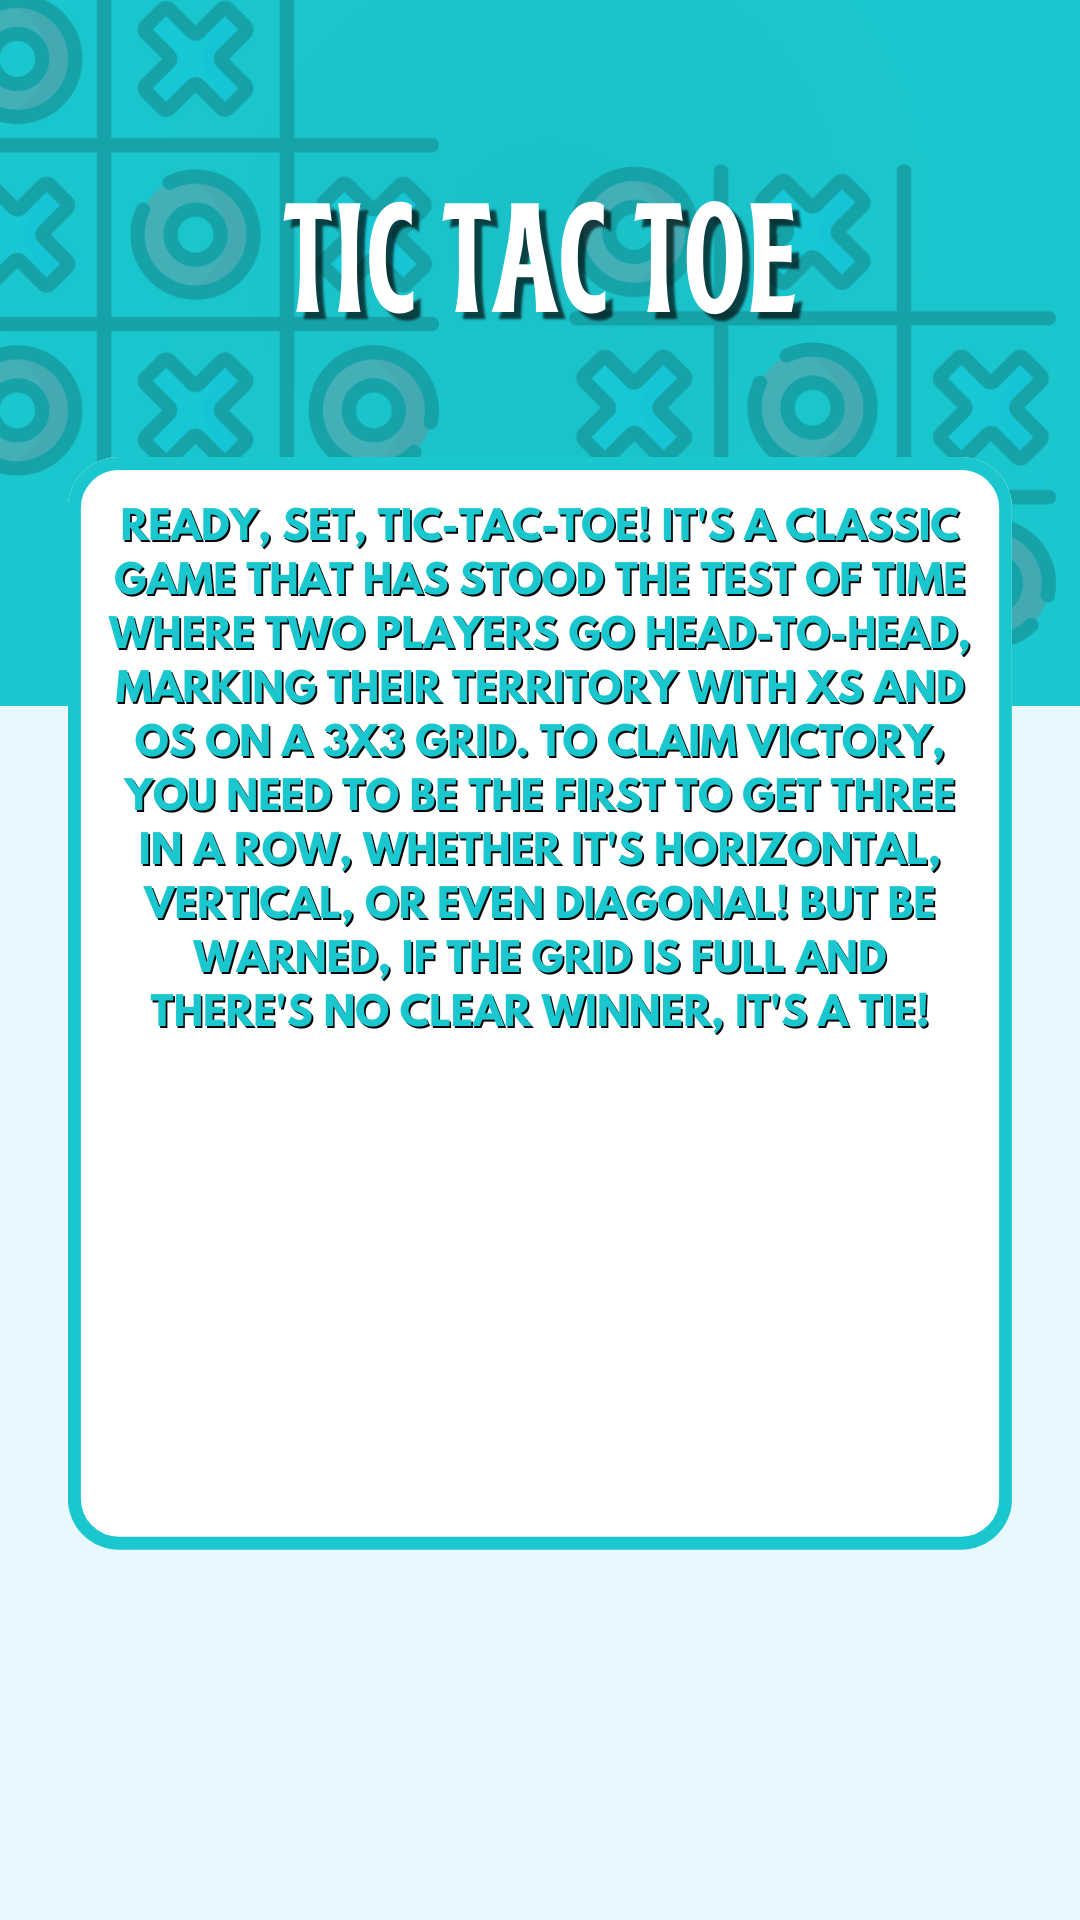 TIC TAC TOE
READY, SET, TIC-TAC-TOE! IT'S A CLASSIC
GAME THAT HAS STOOD THE TEST OF TIME
WHERE TWO PLAYERS GO HEAD-TO-HEAD,
MARKING THEIR TERRITORY WITH XS AND
OS ON A 3X3 GRID. TO CLAIM VICTORY,
YOU NEED TO BE THE FIRST TO GET THREE
IN A ROW, WHETHER IT'S HORIZONTAL,
VERTICAL, OR EVEN DIAGONAL! BUT BE
WARNED, IF THE GRID IS FULL AND
THERE'S NO CLEAR WINNER, IT'S A TIE!